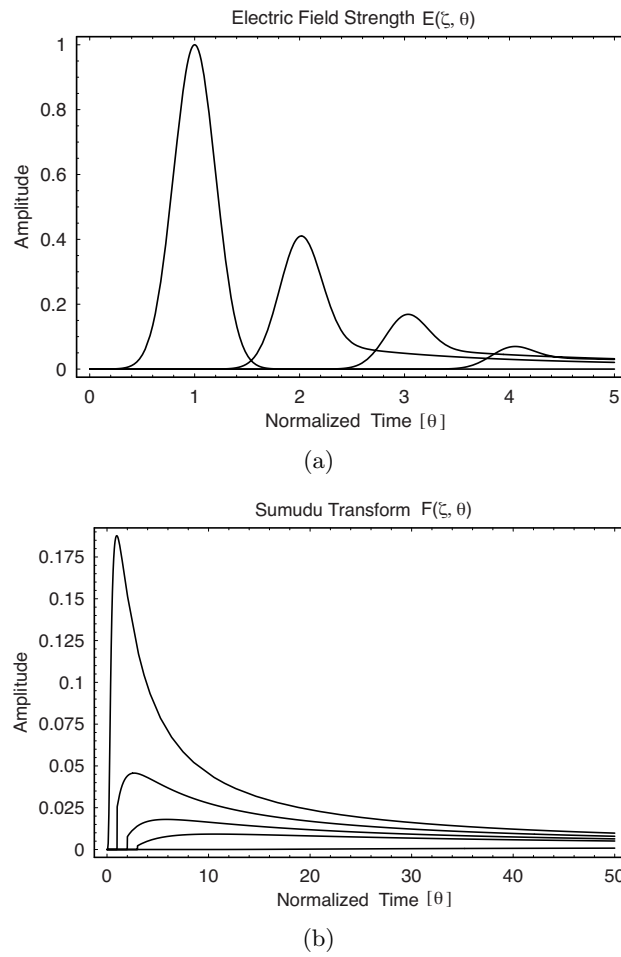 Electric Field Strength E(ζ, θ)
Amplitude
1
0.8
0.6
0.4
0.2
0
0 1 2 3 4 5
Normalized Time [θ]
(a)
Sumudu Transform F(ζ, θ)
Amplitude
0.175
0.15
0.125
0.1
0.075
0.05
0.025
0
0 10 20 30 40 50
Normalized Time [θ]
(b)